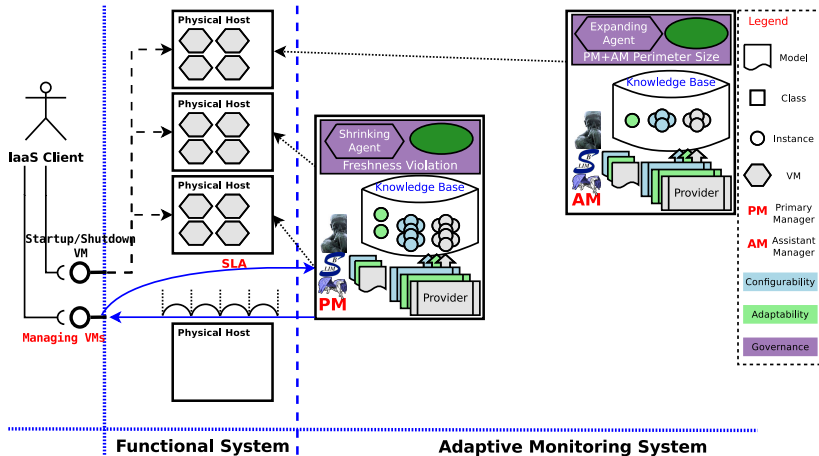 Physical Host
Physical Host
Physical Host
IaaS Client
Startup/Shutdown
VM
Managing VMs
SLA
Physical Host
Shrinking
Agent
Freshness Violation
Knowledge Base
PM
Provider
Expanding
Agent
PM+AM Perimeter Size
Knowledge Base
AM
Provider
Legend
Model
Class
Instance
VM
PM Primary
Manager
AM Assistant
Manager
Configurability
Adaptability
Governance
Functional System
Adaptive Monitoring System